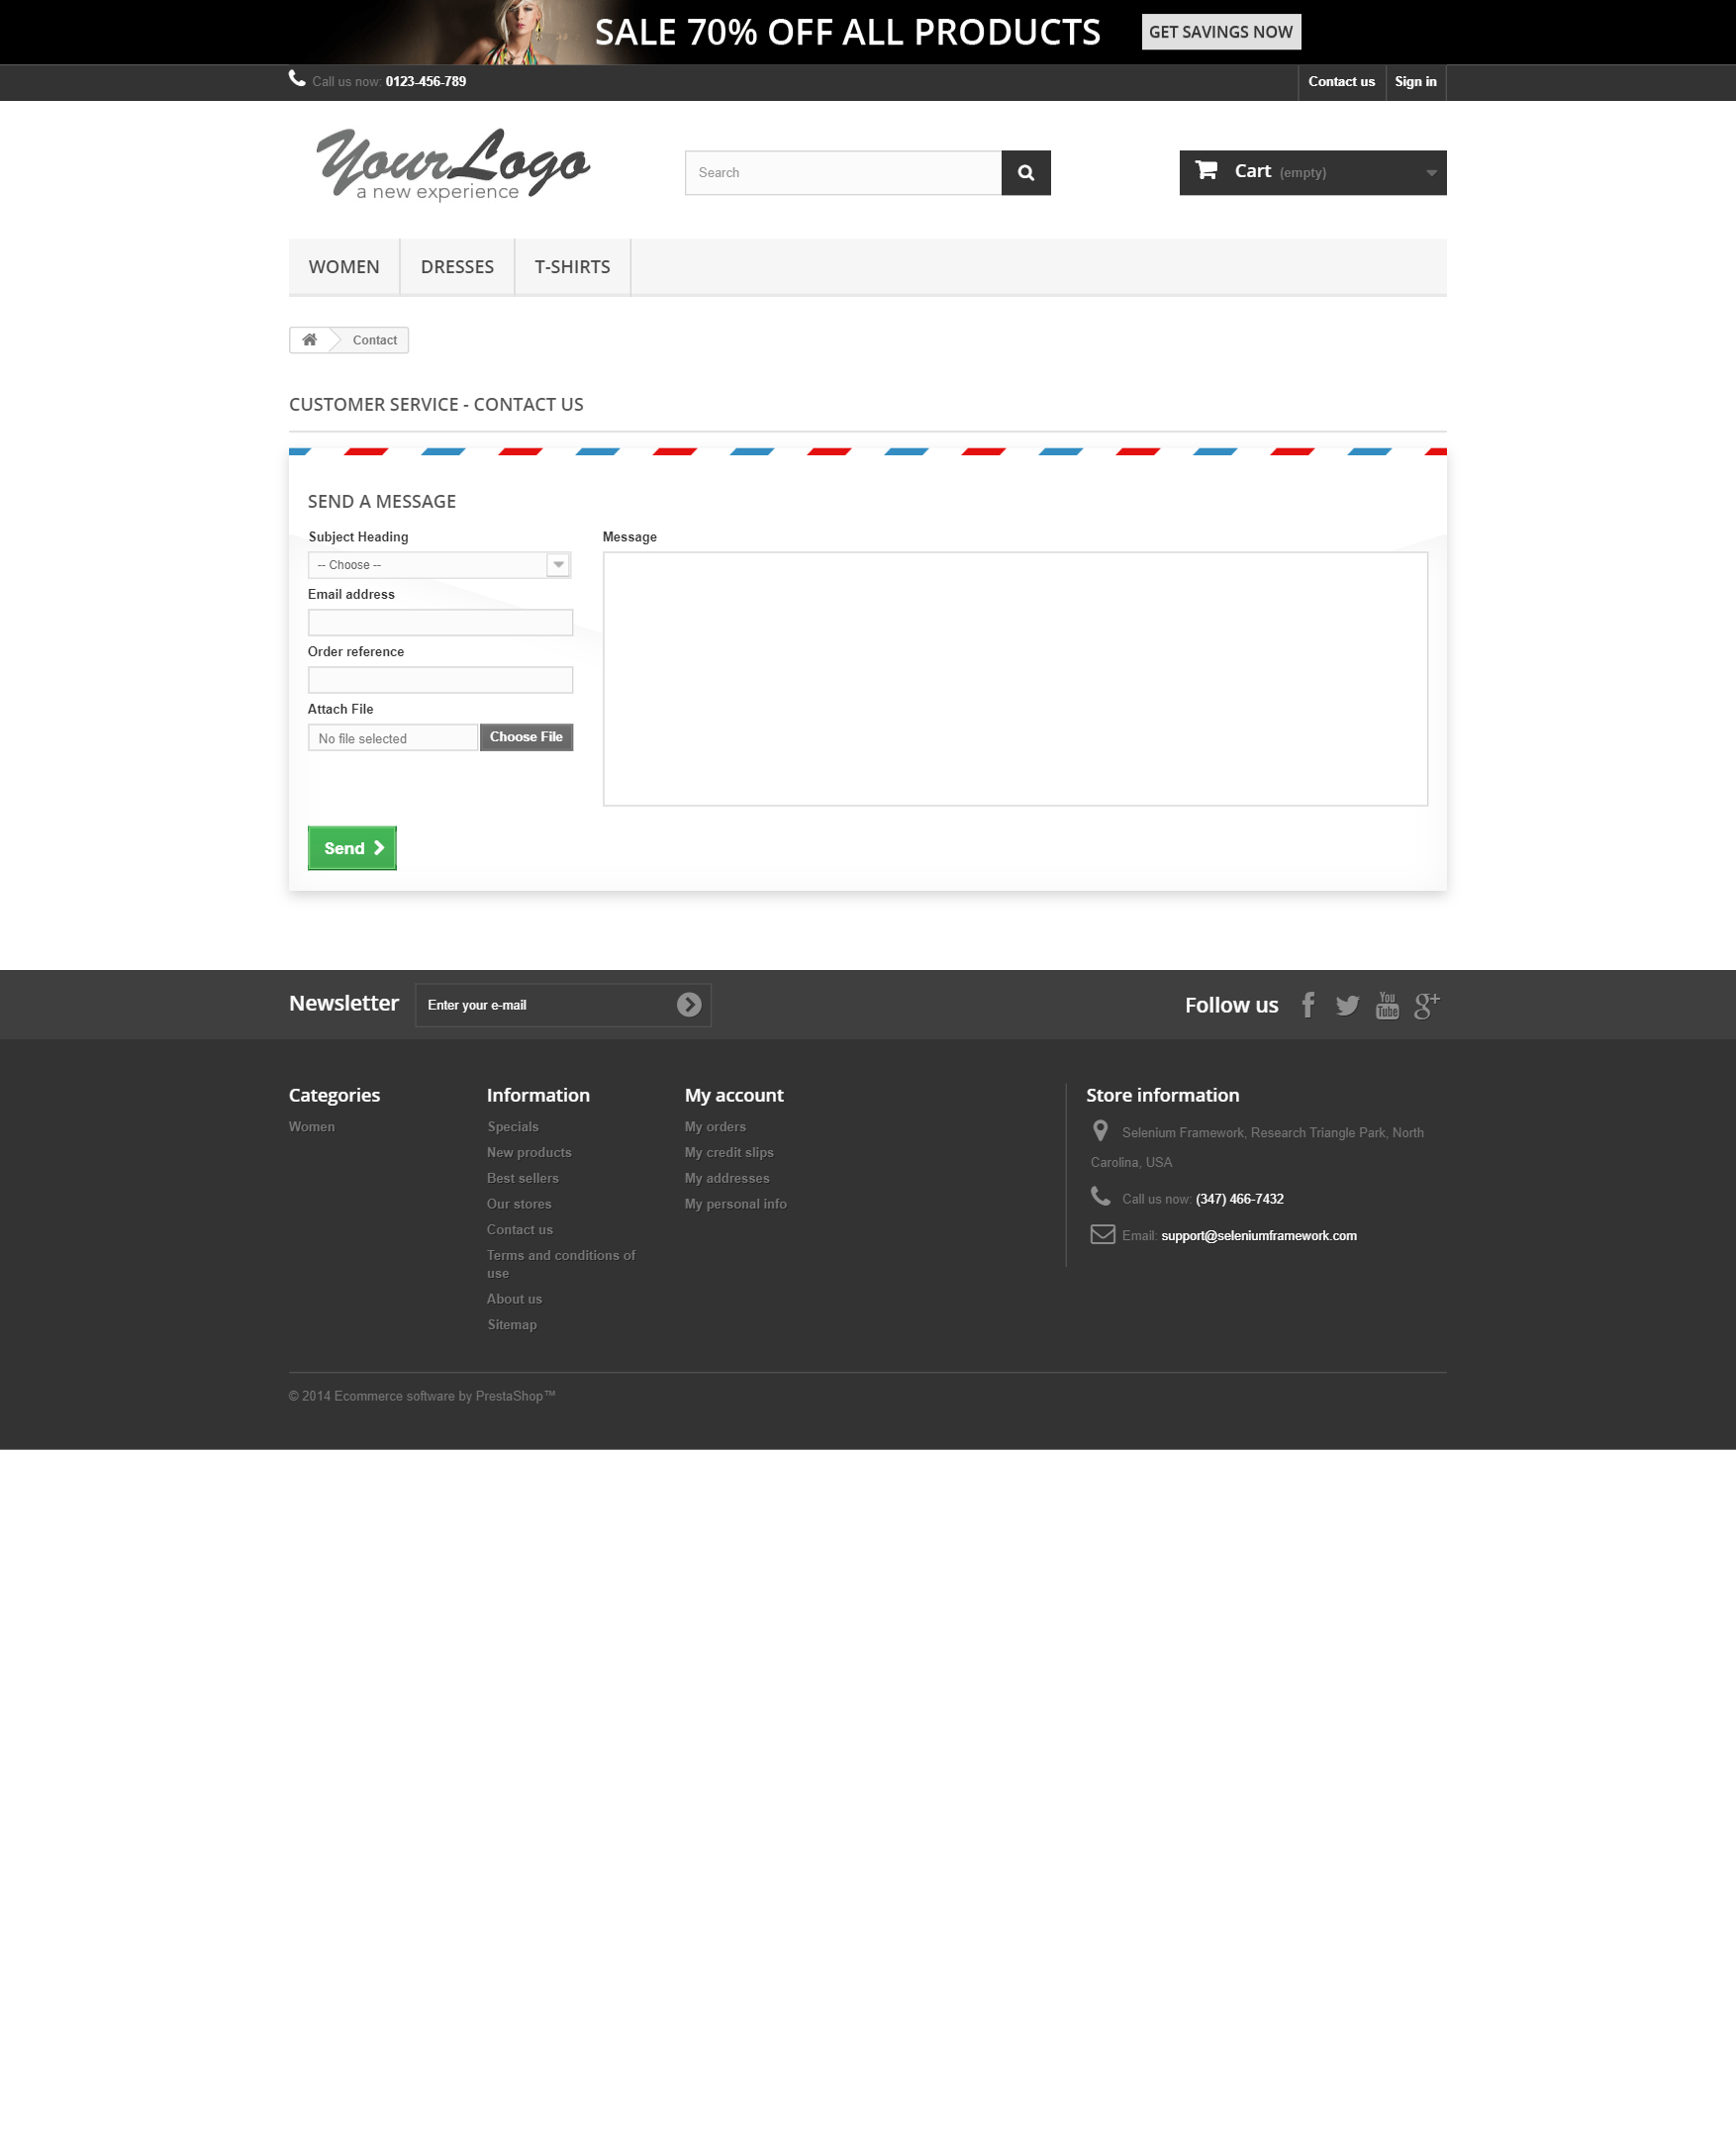 SALE 70% OFF ALL PRODUCTS GET SAVINGS NOW
Call us now: 0123-456-789 Contact us Sign in
YourLogo
a new experience
Search
Cart (empty)
WOMEN DRESSES T-SHIRTS
Contact
CUSTOMER SERVICE - CONTACT US
SEND A MESSAGE
Subject Heading
-- Choose --
Email address
Order reference
Attach File
No file selected Choose File
Message
Send
Newsletter Enter your e-mail Follow us
Categories
Women
Information
Specials
New products
Best sellers
Our stores
Contact us
Terms and conditions of
use
About us
Sitemap
My account
My orders
My credit slips
My addresses
My personal info
Store information
Selenium Framework, Research Triangle Park, North
Carolina, USA
Call us now: (347) 466-7432
Email: support@seleniumframework.com
© 2014 Ecommerce software by PrestaShop™